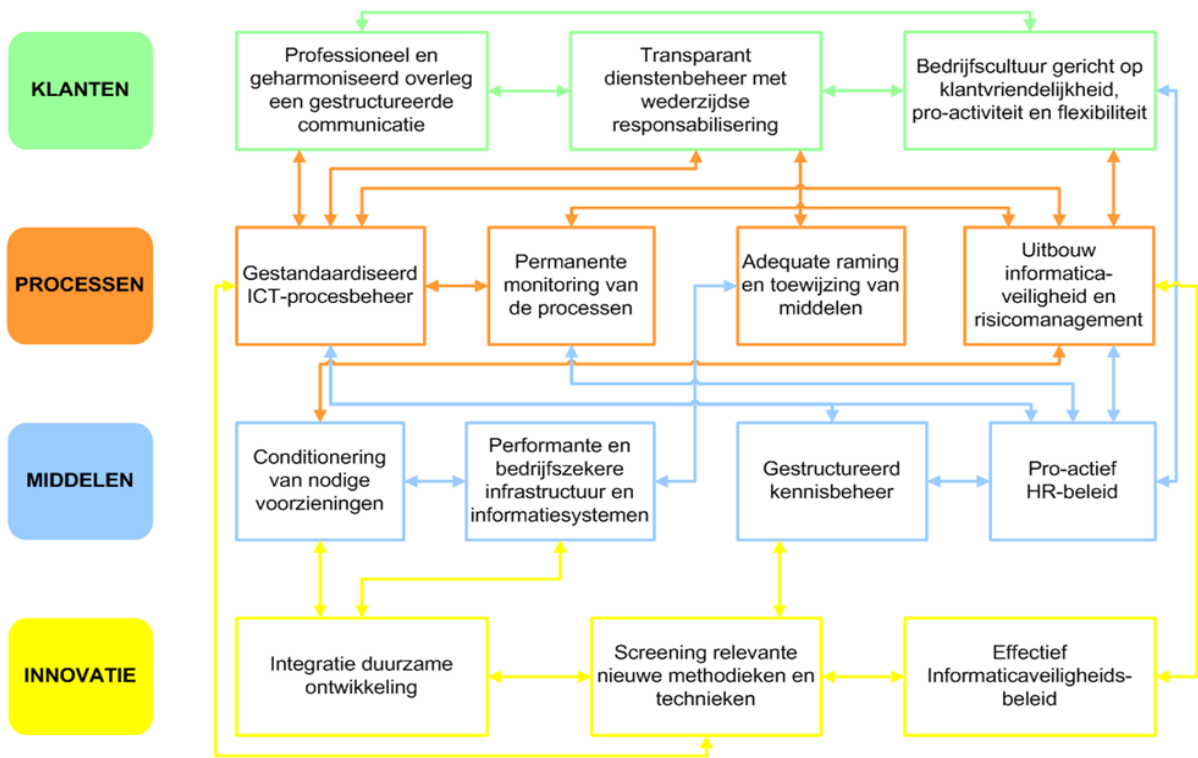 KLANTEN
Professioneel en
geharmoniseerd overleg
een gestructureerde
communicatie
Transparant
dienstenbeheer met
wederzijdse
responsabilisering
Bedrijfscultuur gericht op
klantvriendelijkheid,
pro-activiteit en flexibiliteit
PROCESSEN
Gestandaardiseerd
ICT-procesbeheer
Permanente
monitoring van
de processen
Adequate raming
en toewijzing van
middelen
Uitbouw
informatica-
veiligheid en
risicomanagement
MIDDELEN
Conditionering
van nodige
voorzieningen
Performante en
bedrijfszekere
infrastructuur en
informatiesystemen
Gestructureerd
kennisbeheer
Pro-actief
HR-beleid
INNOVATIE
Integratie duurzame
ontwikkeling
Screening relevante
nieuwe methodieken en
technieken
Effectief
Informaticaveiligheids-
beleid